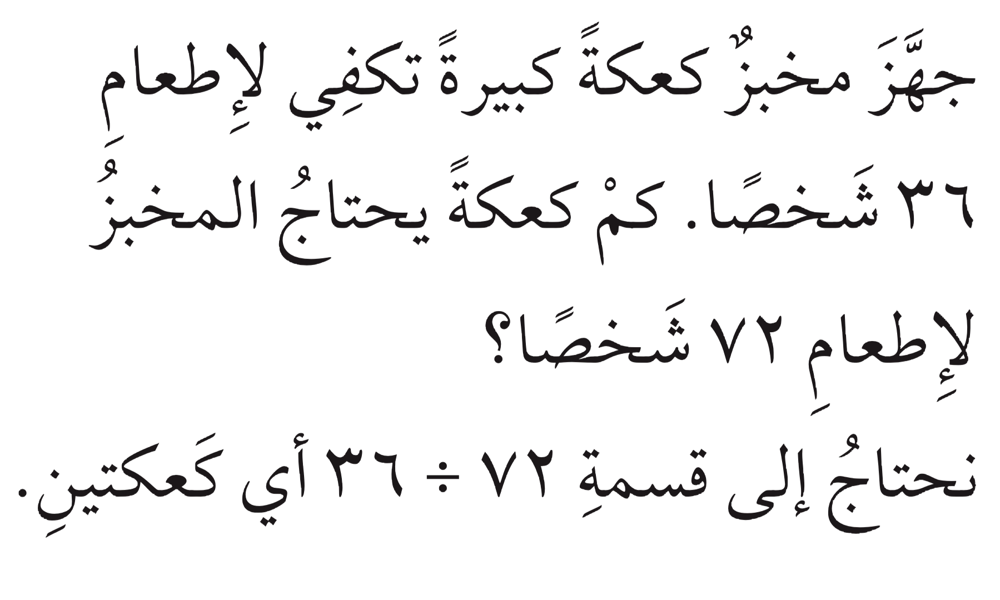 جهَّزَ مخبزٌ كعكةً كبيرةً تكفِي لإِطعامِ
٣٦ شَخصًا. كمْ كعكةً يحتاجُ المخبزُ
لإِطعامِ ٧٢ شَخصًا؟
نحتاجُ إلى قسمةِ ٧٢ ÷ ٣٦ أي كَعكتينِ.